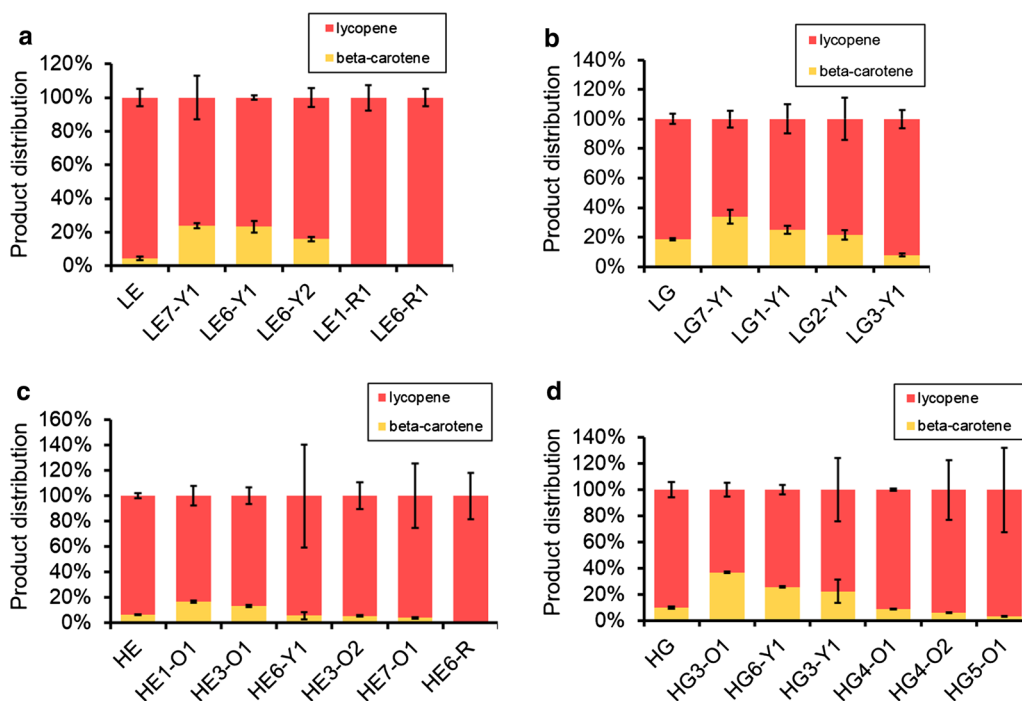 a
lycopene
beta-carotene
Product distribution
120%
100%
80%
60%
40%
20%
0%
LE
LE7-Y1
LE6-Y1
LE6-Y2
LE1-R1
LE6-R1
b
lycopene
beta-carotene
Product distribution
140%
120%
100%
80%
60%
40%
20%
0%
LG
LG7-Y1
LG1-Y1
LG2-Y1
LG3-Y1
c
lycopene
beta-carotene
Product distribution
160%
140%
120%
100%
80%
60%
40%
20%
0%
HE
HE1-O1
HE3-O1
HE6-Y1
HE3-O2
HE7-O1
HE6-R
d
lycopene
beta-carotene
Product distribution
140%
120%
100%
80%
60%
40%
20%
0%
HG
HG3-O1
HG6-Y1
HG3-Y1
HG4-O1
HG4-O2
HG5-O1